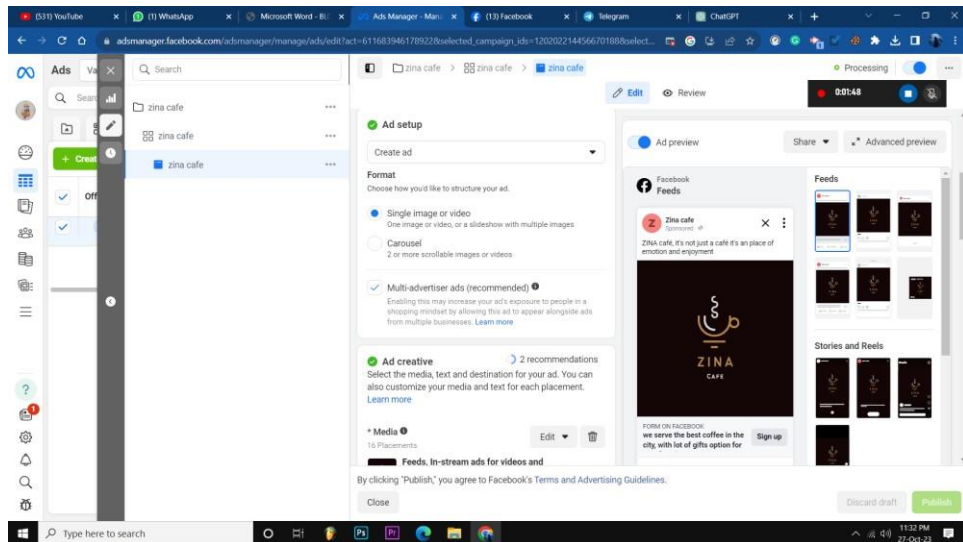 (531) YouTube
(1) WhatsApp
Microsoft Word - BL
Ads Manager - Mana
(13) Facebook
Telegram
ChatGPT
adsmanager.facebook.com/adsmanager/manage/ads/edit?act=611683946178922&selected_campaign_ids=120202214456670188&select...
Ads
Va
Search
zina cafe > zina cafe > zina cafe
Processing
Sear
Edit
Review
0:01:48
zina cafe
zina cafe
zina cafe
+ Creat
Off
Ad setup
Create ad
Format
Choose how you'd like to structure your ad.
Single image or video
One image or video, or a slideshow with multiple images
Carousel
2 or more scrollable images or videos
Multi-advertiser ads (recommended)
Enabling this may increase your ad's exposure to people in a
shopping mindset by allowing this ad to appear alongside ads
from multiple businesses. Learn more
Ad creative
2 recommendations
Select the media, text and destination for your ad. You can
also customize your media and text for each placement.
Learn more
* Media
16 Placements
Edit
Feeds, In-stream ads for videos and
Ad preview
Share
Advanced preview
Facebook
Feeds
Z
Zina cafe
Sponsored
ZINA café, it's not just a café it's an place of
emotion and enjoyment
ZINA
CAFE
FORM ON FACEBOOK
we serve the best coffee in the
city, with lot of gifts option for
Sign up
Feeds
Stories and Reels
By clicking "Publish," you agree to Facebook's Terms and Advertising Guidelines.
Close
Discard draft
Publish
1
Type here to search
Ps
Pr
11:32 PM
27-Oct-23